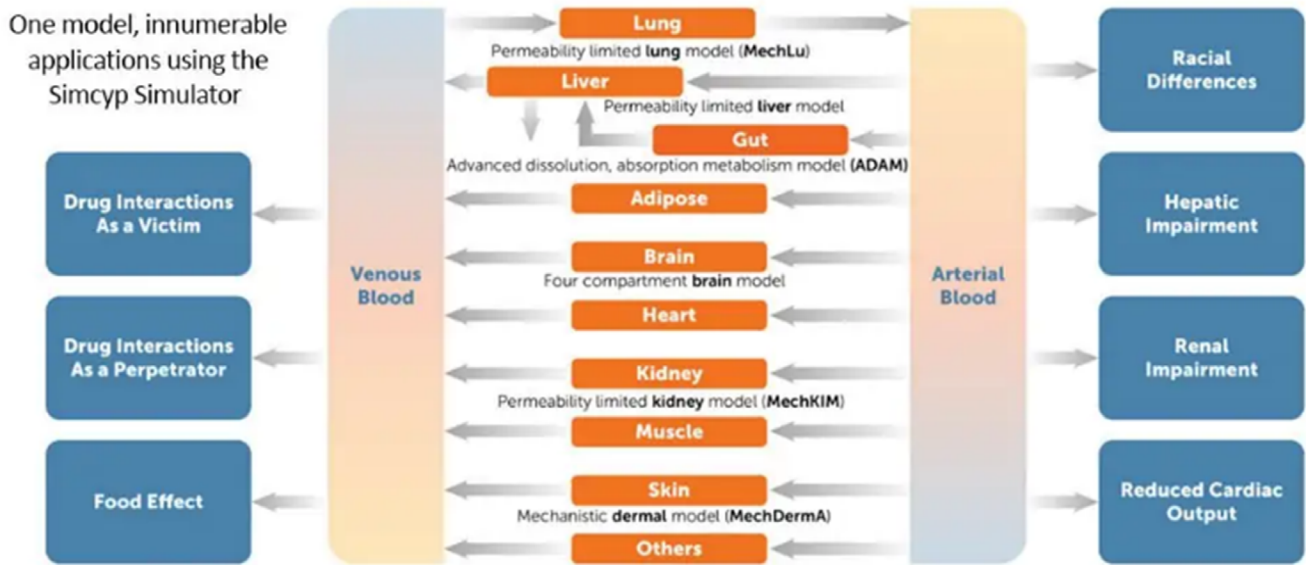 One model, innumerable
applications using the
Simcyp Simulator
Drug Interactions
As a Victim
Drug Interactions
As a Perpetrator
Food Effect
Venous
Blood
Lung
Permeability limited lung model (MechLu)
Liver
Permeability limited liver model
Gut
Advanced dissolution, absorption metabolism model (ADAM)
Adipose
Brain
Four compartment brain model
Heart
Kidney
Permeability limited kidney model (MechKIM)
Muscle
Skin
Mechanistic dermal model (MechDermA)
Others
Arterial
Blood
Racial
Differences
Hepatic
Impairment
Renal
Impairment
Reduced Cardiac
Output